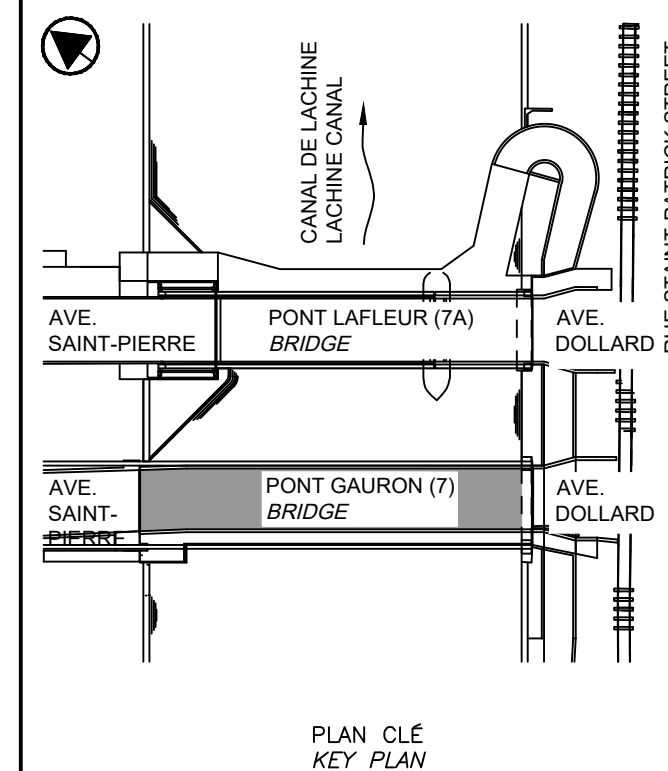 CANAL DE LACHINE
LACHINE CANAL
RUE SAINT-PATRICK STREET
AVE.
SAINT-PIERRE
PONT LAFLEUR (7A)
BRIDGE
AVE.
DOLLARD
AVE.
SAINT-
PIERRE
PONT GAURON (7)
BRIDGE
AVE.
DOLLARD
PLAN CLÉ
KEY PLAN